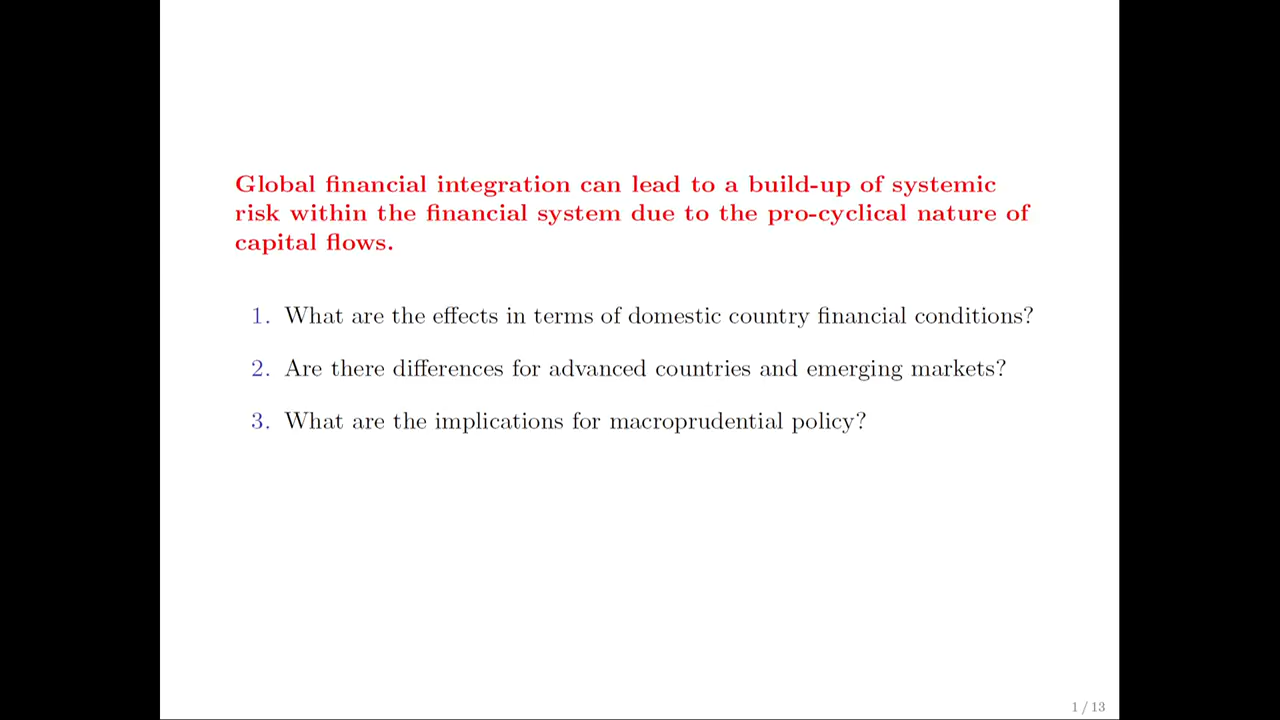 Global financial integration can lead to a build-up of systemic
risk within the financial system due to the pro-cyclical nature of
capital flows.
1. What are the effects in terms of domestic country financial conditions?
2. Are there differences for advanced countries and emerging markets?
3. What are the implications for macroprudential policy?
1 / 13